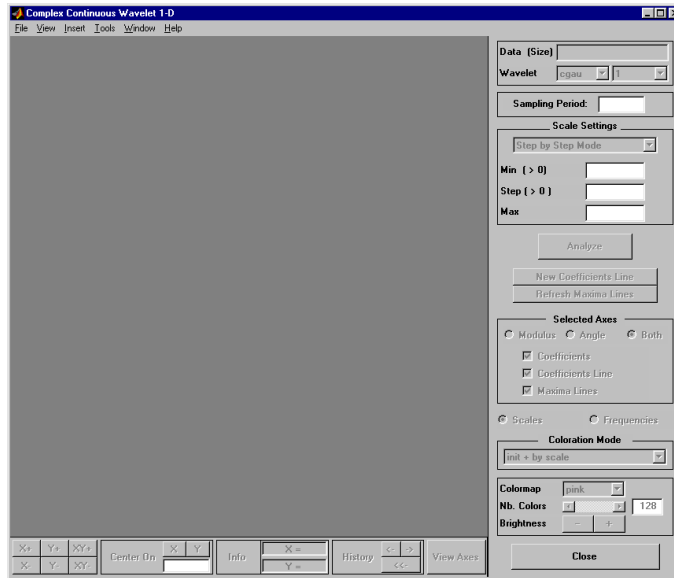 Complex Continuous Wavelet 1-D
File View Insert Tools Window Help
Data (Size)
Wavelet cgau 1
Sampling Period:
Scale Settings
Step by Step Mode
Min ( > 0)
Step ( > 0 )
Max
Analyze
New Coefficients Line
Refresh Maxima Lines
Selected Axes
Modulus Angle Both
Coefficients
Coefficients Line
Maxima Lines
Scales Frequencies
Coloration Mode
init + by scale
Colormap pink
Nb. Colors 128
Brightness - +
X+ Y+ XY+
X- Y- XY-
Center On X Y
Info X =
Y =
History <- ->
<<-
View Axes
Close